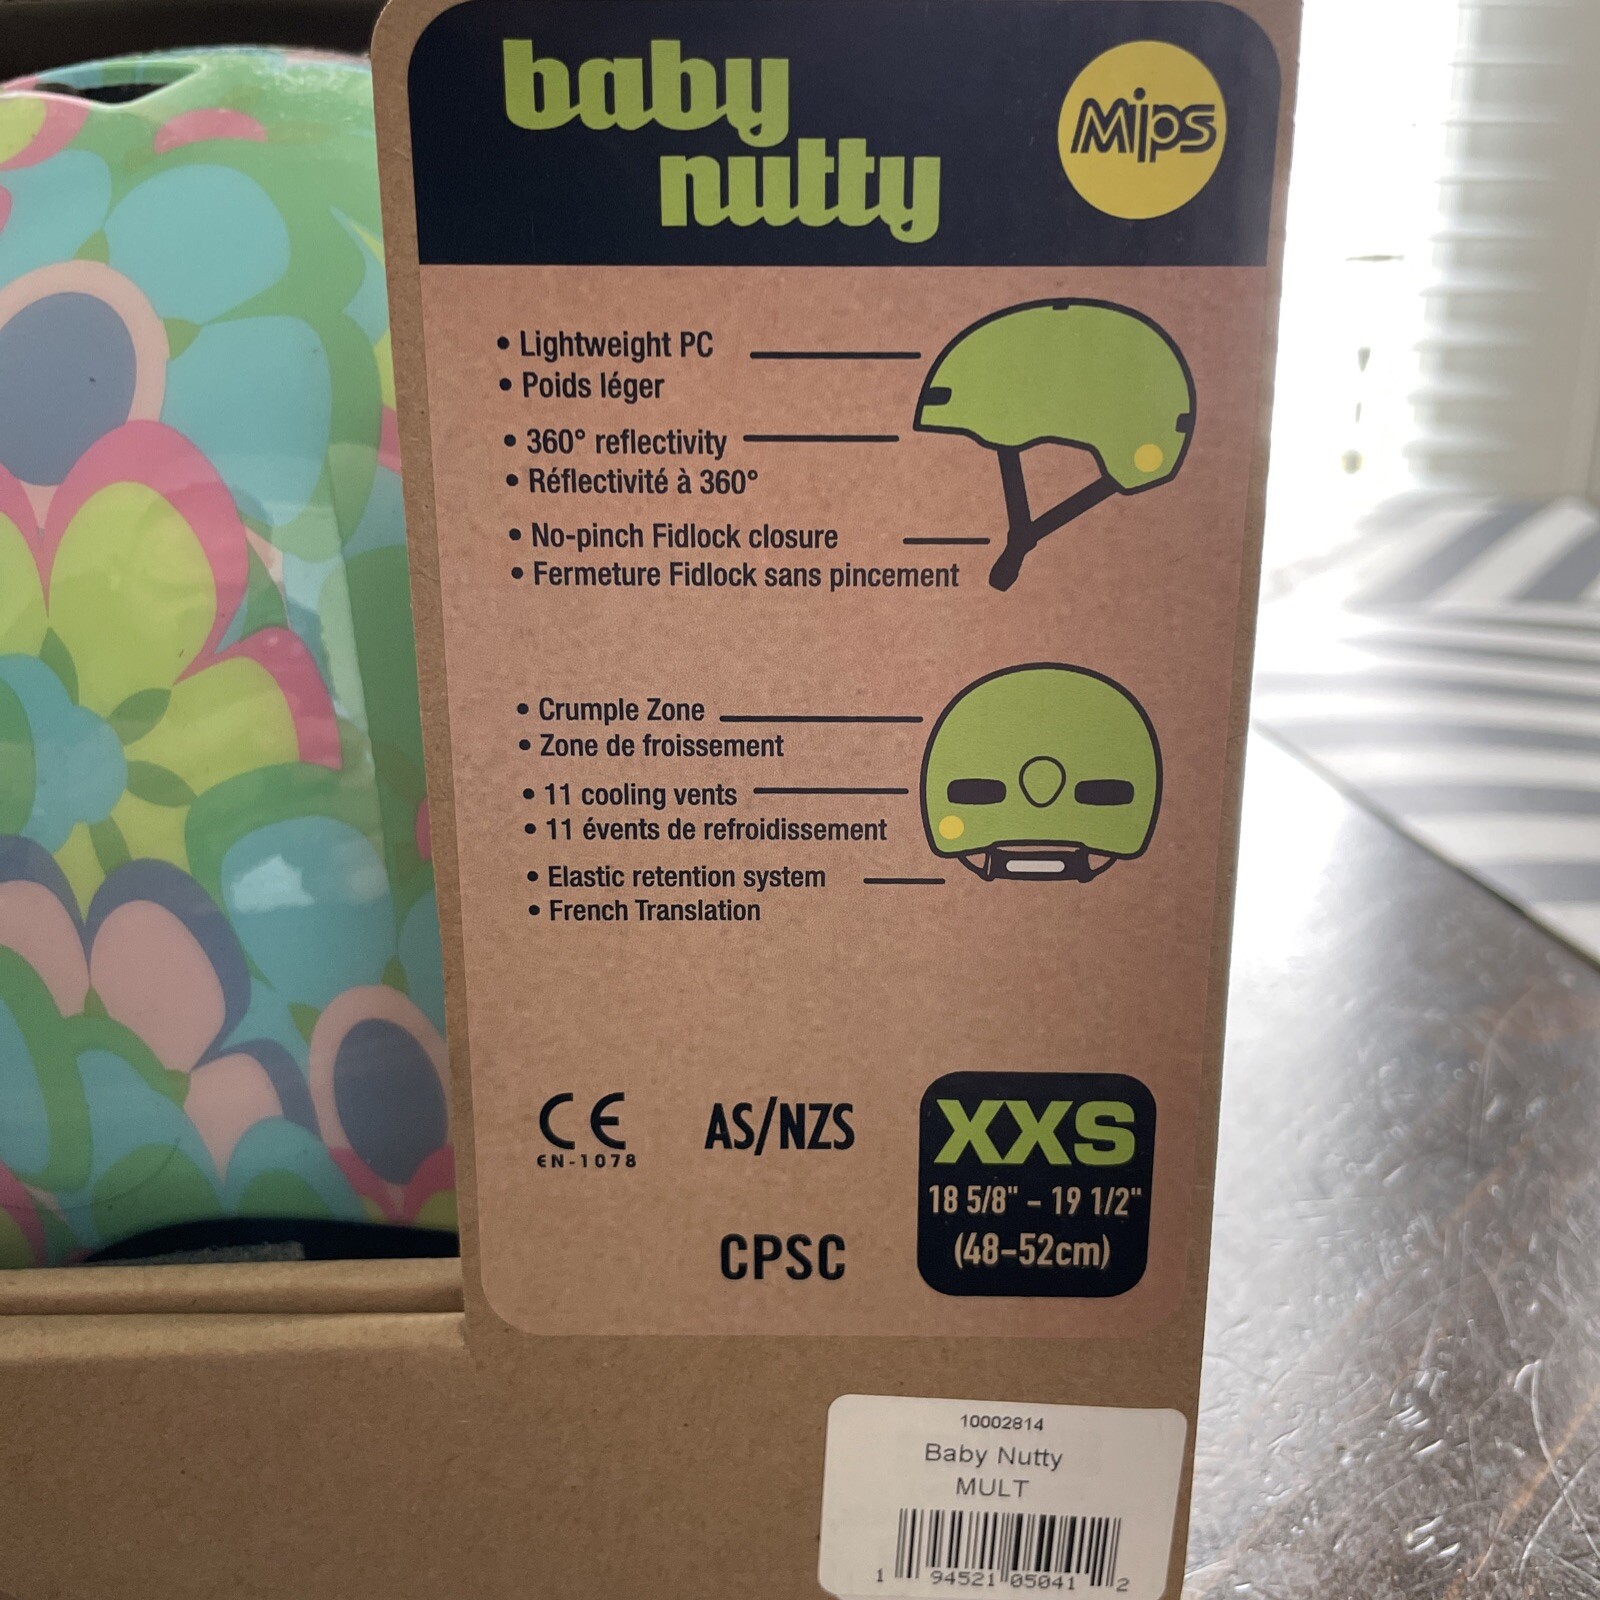 baby
nutty
Mips
• Lightweight PC
• Poids léger
• 360° reflectivity
• Réflectivité à 360°
• No-pinch Fidlock closure
• Fermeture Fidlock sans pincement
• Crumple Zone
• Zone de froissement
• 11 cooling vents
• 11 évents de refroidissement
• Elastic retention system
• French Translation
CE
EN-1078
AS/NZS
CPSC
XXS
18 5/8" - 19 1/2"
(48-52cm)
10002814
Baby Nutty
MULT
1 94521 05041 2